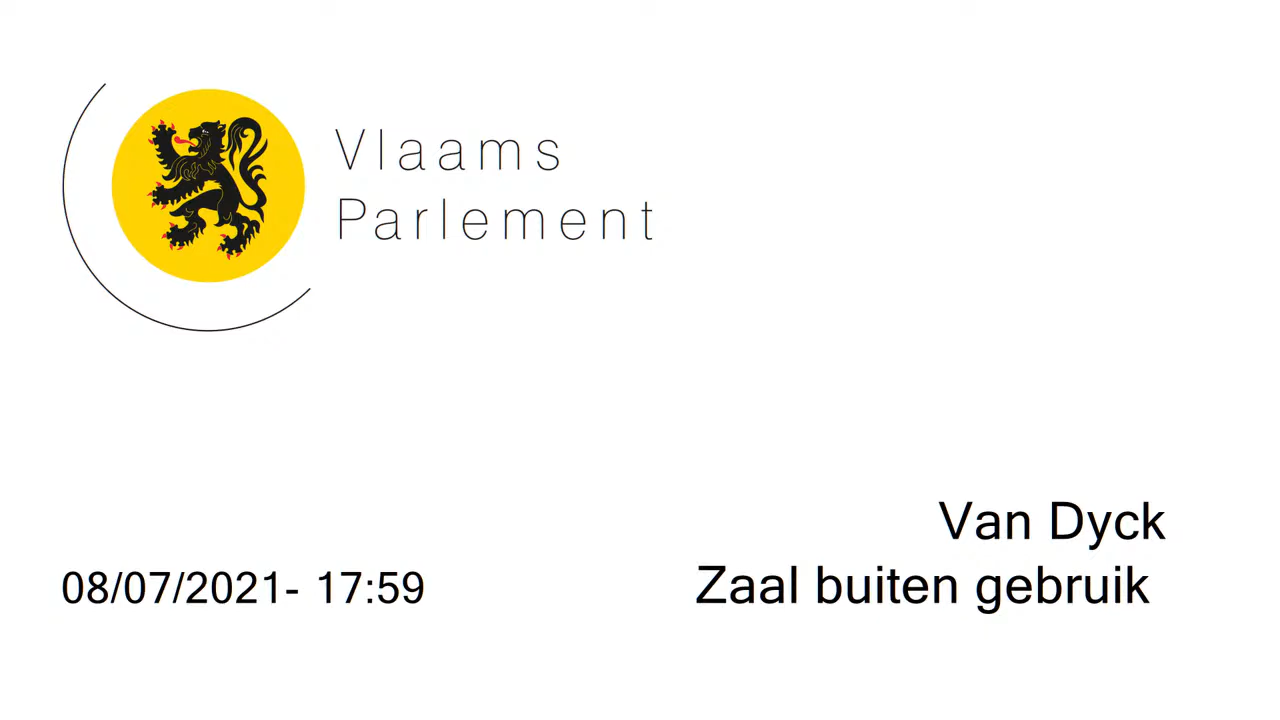 Vlaams
Parlement
Van Dyck
08/07/2021- 17:59
Zaal buiten gebruik